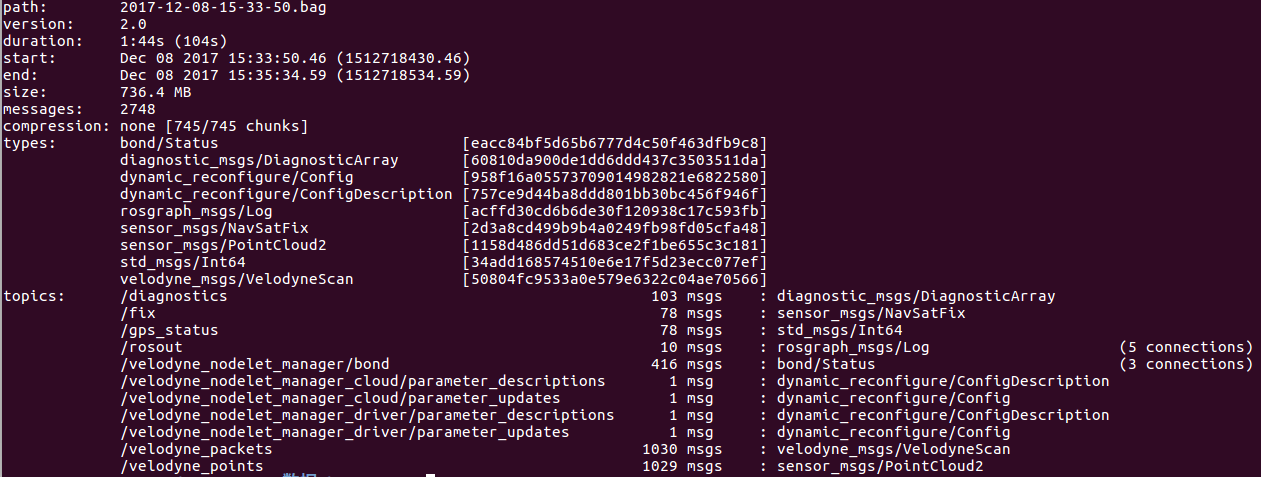 path: 2017-12-08-15-33-50.bag
version: 2.0
duration: 1:44s (104s)
start: Dec 08 2017 15:33:50.46 (1512718430.46)
end: Dec 08 2017 15:35:34.59 (1512718534.59)
size: 736.4 MB
messages: 2748
compression: none [745/745 chunks]
types: bond/Status [eacc84bf5d65b6777d4c50f463dfb9c8]
diagnostic_msgs/DiagnosticArray [60810da900de1dd6ddd437c3503511da]
dynamic_reconfigure/Config [958f16a05573709014982821e6822580]
dynamic_reconfigure/ConfigDescription [757ce9d44ba8ddd801bb30bc456f946f]
rosgraph_msgs/Log [acffd30cd6b6de30f120938c17c593fb]
sensor_msgs/NavSatFix [2d3a8cd499b9b4a0249fb98fd05cfa48]
sensor_msgs/PointCloud2 [1158d486dd51d683ce2f1be655c3c181]
std_msgs/Int64 [34add168574510e6e17f5d23ecc077ef]
velodyne_msgs/VelodyneScan [50804fc9533a0e579e6322c04ae70566]
topics: /diagnostics 103 msgs : diagnostic_msgs/DiagnosticArray
/fix 78 msgs : sensor_msgs/NavSatFix
/gps_status 78 msgs : std_msgs/Int64
/rosout 10 msgs : rosgraph_msgs/Log (5 connections)
/velodyne_nodelet_manager/bond 416 msgs : bond/Status (3 connections)
/velodyne_nodelet_manager_cloud/parameter_descriptions 1 msg : dynamic_reconfigure/ConfigDescription
/velodyne_nodelet_manager_cloud/parameter_updates 1 msg : dynamic_reconfigure/Config
/velodyne_nodelet_manager_driver/parameter_descriptions 1 msg : dynamic_reconfigure/ConfigDescription
/velodyne_nodelet_manager_driver/parameter_updates 1 msg : dynamic_reconfigure/Config
/velodyne_packets 1030 msgs : velodyne_msgs/VelodyneScan
/velodyne_points 1029 msgs : sensor_msgs/PointCloud2